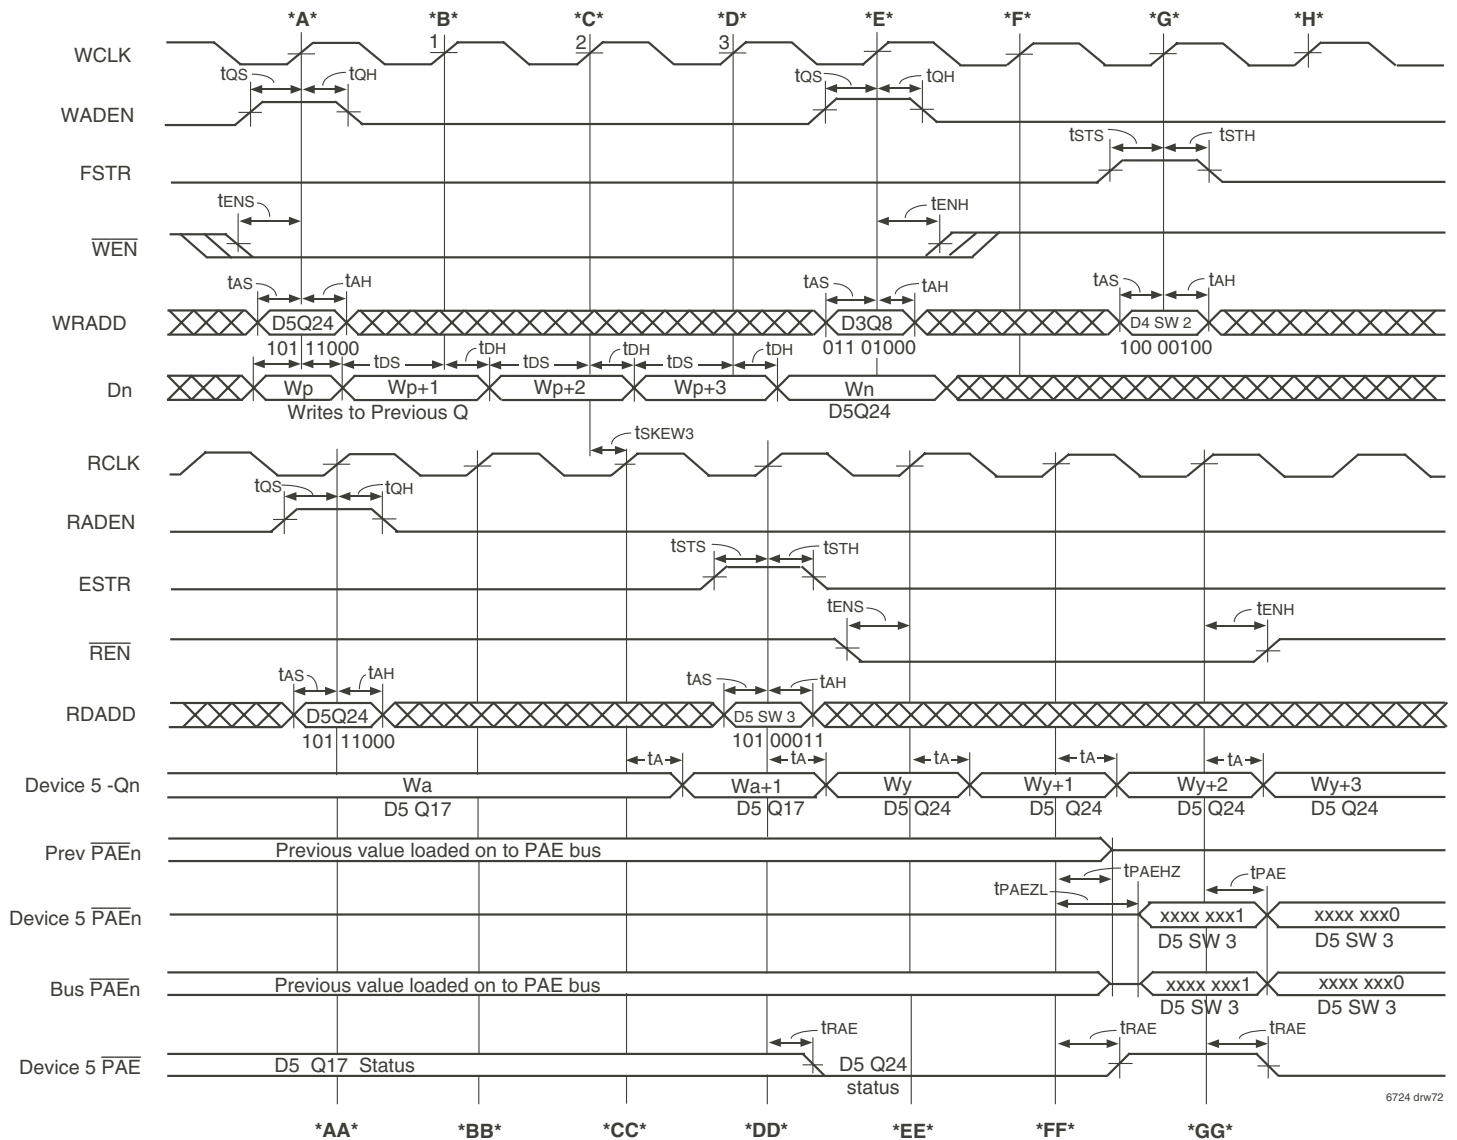 *A* *B* *C* *D* *E* *F* *G* *H*
WCLK 1 2 3
tQS tQH tQS tQH
WADEN
tSTS tSTH
FSTR
tENS tENH
WEN
tAS tAH tAS tAH tAS tAH
WRADD D5Q24 D3Q8 D4 SW 2
101 11000 011 01000 100 00100
tDS tDH tDS tDH tDS tDH
Dn Wp Wp+1 Wp+2 Wp+3 Wn
Writes to Previous Q D5Q24
tSKEW3
RCLK
tQS tQH
RADEN
tSTS tSTH
ESTR
tENS tENH
REN
tAS tAH tAS tAH
RDADD D5Q24 D5 SW 3
101 11000 101 00011
tA tA tA tA tA
Device 5 -Qn Wa Wa+1 Wy Wy+1 Wy+2 Wy+3
D5 Q17 D5 Q17 D5 Q24 D5 Q24 D5 Q24 D5 Q24
Prev PAEn Previous value loaded on to PAE bus
tPAEHZ tPAE
tPAEZL
Device 5 PAEn xxxx xxx1 xxxx xxx0
D5 SW 3 D5 SW 3
Bus PAEn Previous value loaded on to PAE bus xxxx xxx1 xxxx xxx0
D5 SW 3 D5 SW 3
tRAE tRAE tRAE
Device 5 PAE D5 Q17 Status D5 Q24
status
6724 drw72
*AA* *BB* *CC* *DD* *EE* *FF* *GG*